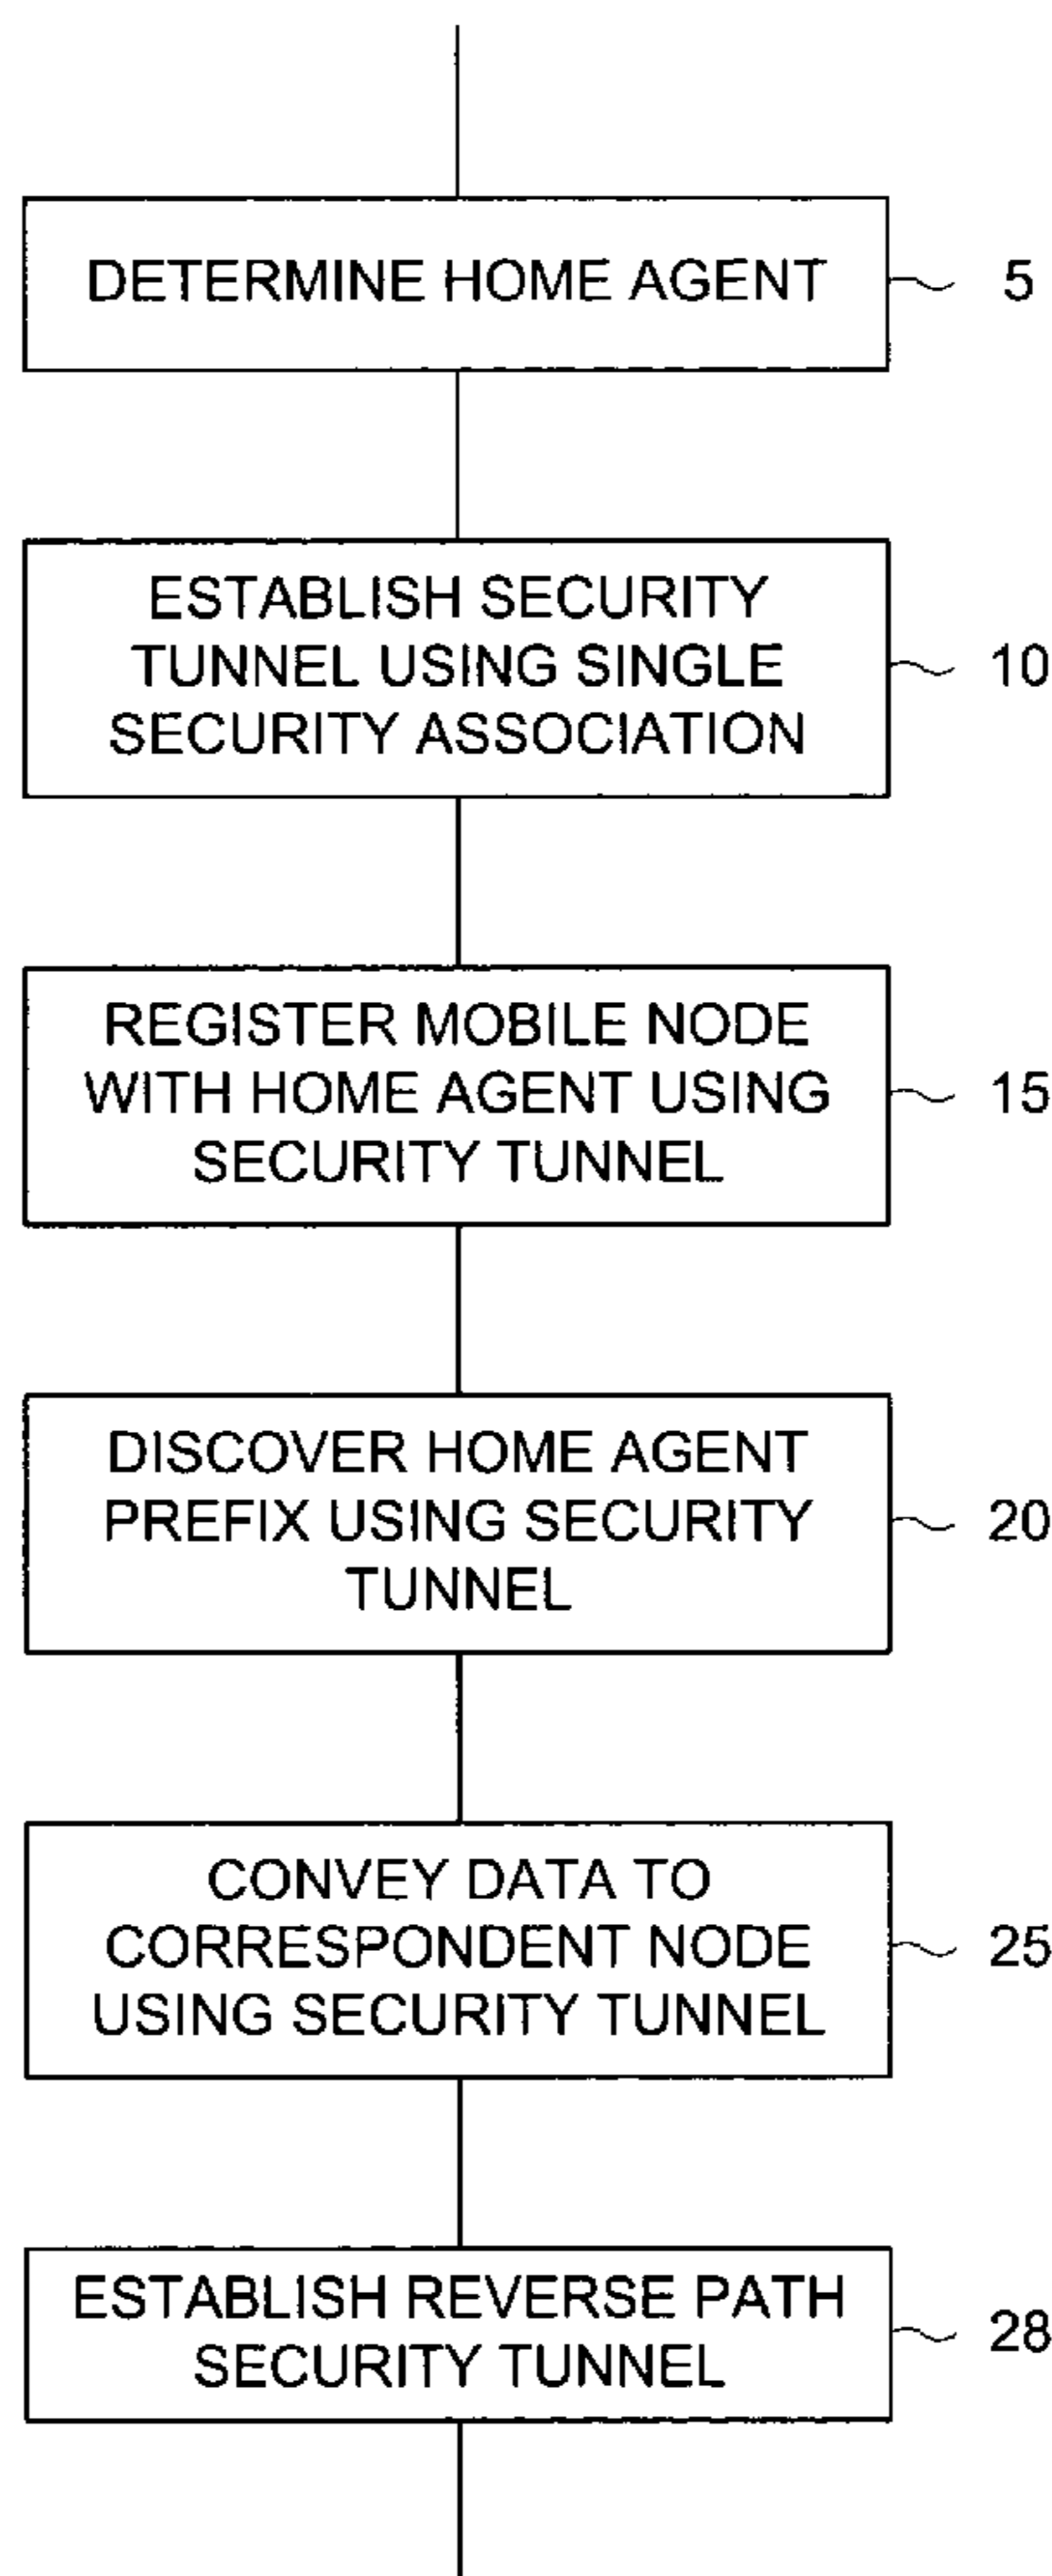 DETERMINE HOME AGENT
5
ESTABLISH SECURITY
TUNNEL USING SINGLE
SECURITY ASSOCIATION
10
REGISTER MOBILE NODE
WITH HOME AGENT USING
SECURITY TUNNEL
15
DISCOVER HOME AGENT
PREFIX USING SECURITY
TUNNEL
20
CONVEY DATA TO
CORRESPONDENT NODE
USING SECURITY TUNNEL
25
ESTABLISH REVERSE PATH
SECURITY TUNNEL
28